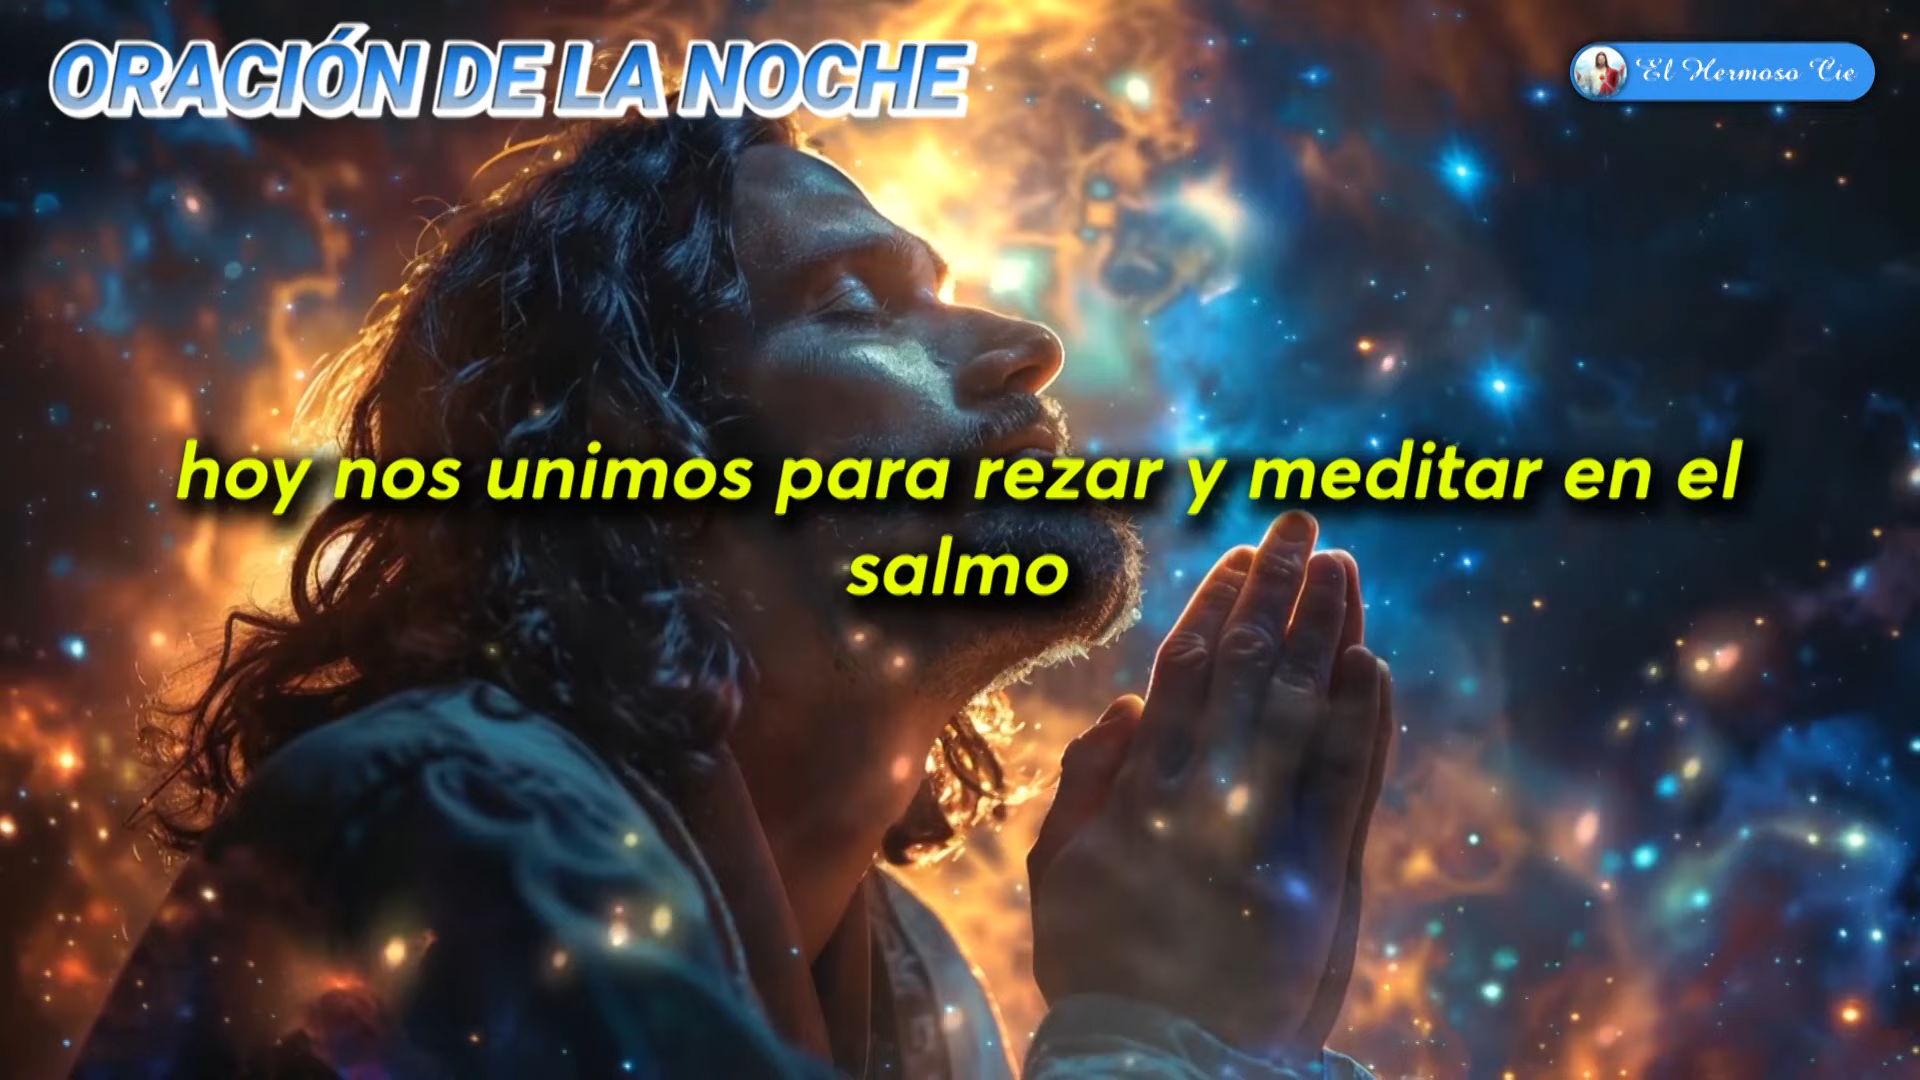 ORACIÓN DE LA NOCHE
El Hermoso Cie
hoy nos unimos para rezar y meditar en el
salmo